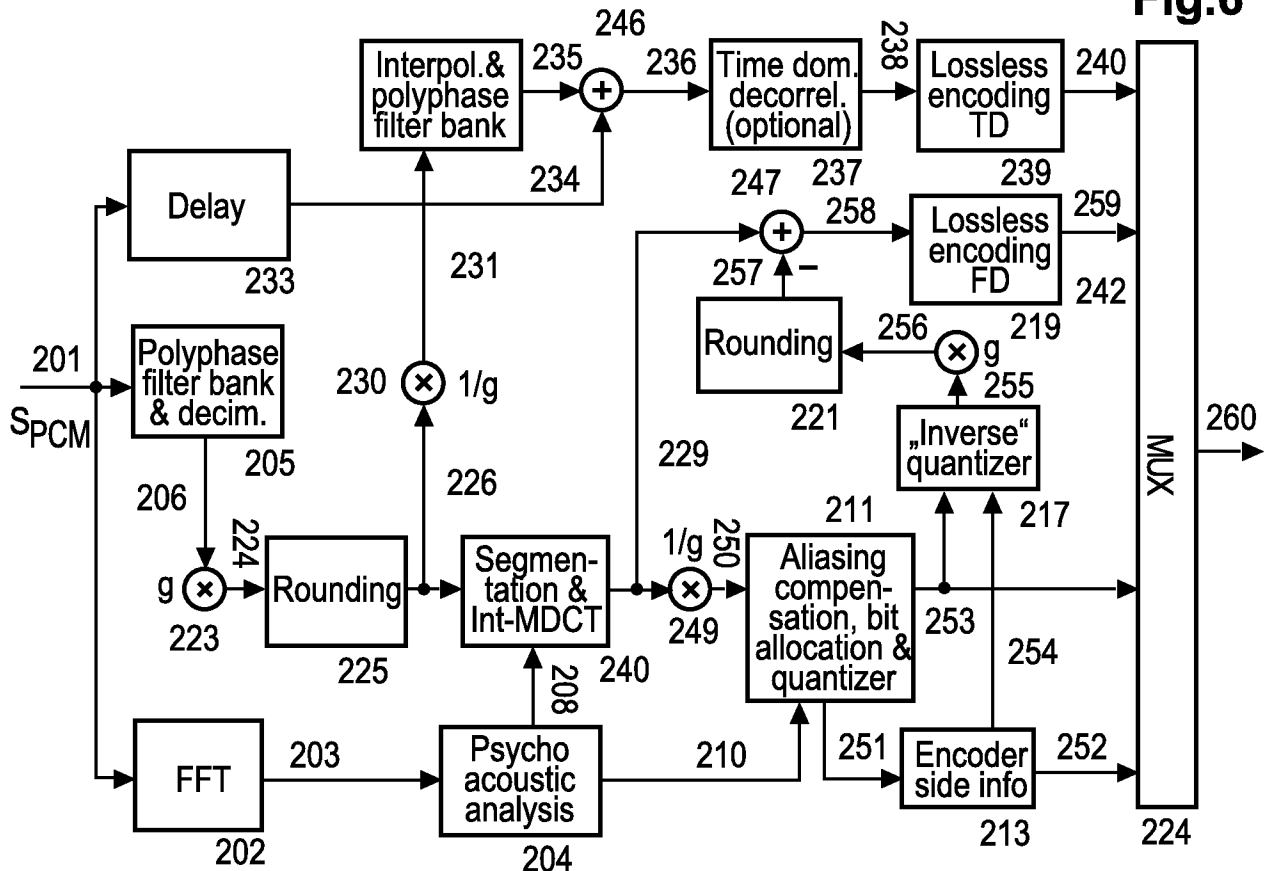 Fig.6
246
Interpol.&
polyphase
filter bank
235
+
236
Time dom.
decorrel.
(optional)
238
Lossless
encoding
TD
240
234
247
237
239
Delay
233
231
+
258
Lossless
encoding
FD
259
257
–
242
219
201
SPCM
Polyphase
filter bank
& decim.
205
230
×
1/g
Rounding
221
256
×
g
255
„Inverse“
quantizer
217
MUX
260
206
226
229
g
×
223
224
Rounding
225
Segmen-
tation &
Int-MDCT
240
208
1/g
×
249
250
211
Aliasing
compen-
sation, bit
allocation &
quantizer
253
254
FFT
202
203
Psycho
acoustic
analysis
204
210
251
Encoder
side info
213
252
224